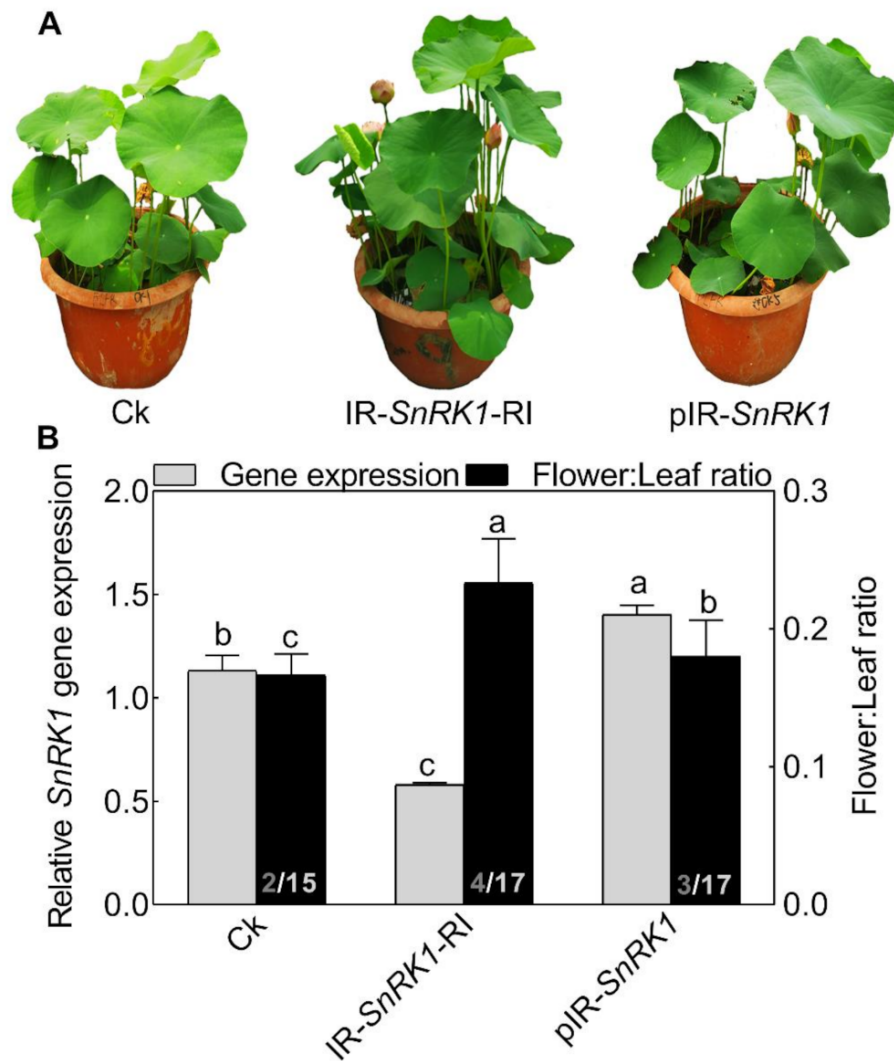 A
Ck
IR-SnRK1-RI
pIR-SnRK1
B
Gene expression
Flower:Leaf ratio
Relative SnRK1 gene expression
2.0
1.5
1.0
0.5
0.0
b
c
c
a
a
b
2/15
4/17
3/17
0.3
0.2
0.1
0.0
Flower:Leaf ratio
Ck
IR-SnRK1-RI
pIR-SnRK1